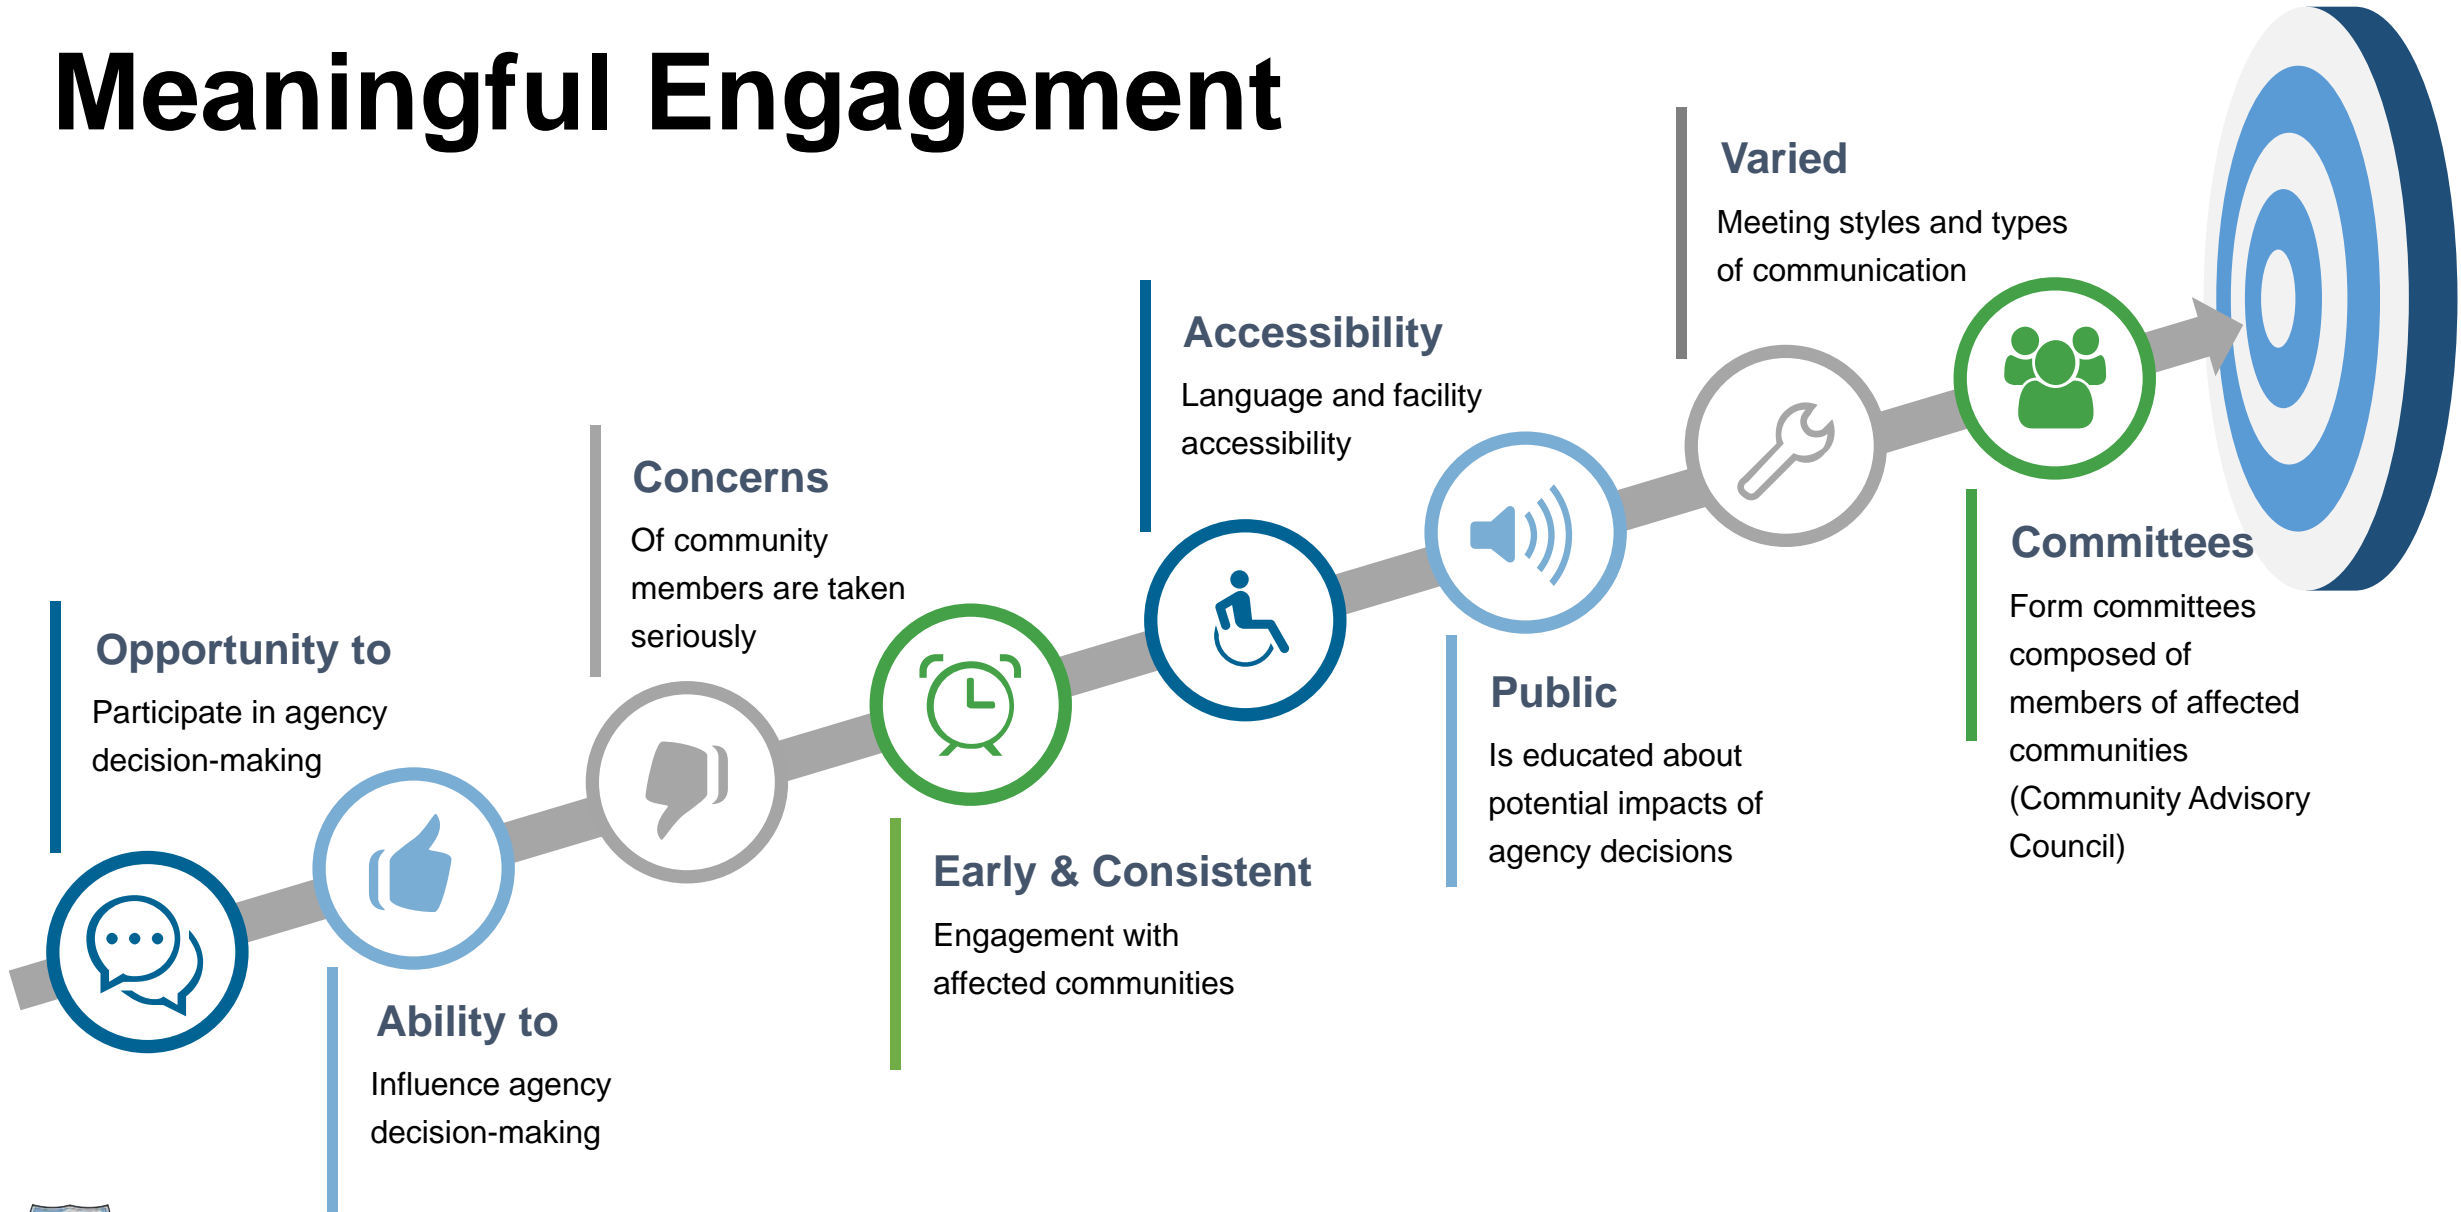 Meaningful Engagement
Opportunity to
Participate in agency
decision-making
Ability to
Influence agency
decision-making
Concerns
Of community
members are taken
seriously
Early & Consistent
Engagement with
affected communities
Accessibility
Language and facility
accessibility
Public
Is educated about
potential impacts of
agency decisions
Varied
Meeting styles and types
of communication
Committees
Form committees
composed of
members of affected
communities
(Community Advisory
Council)